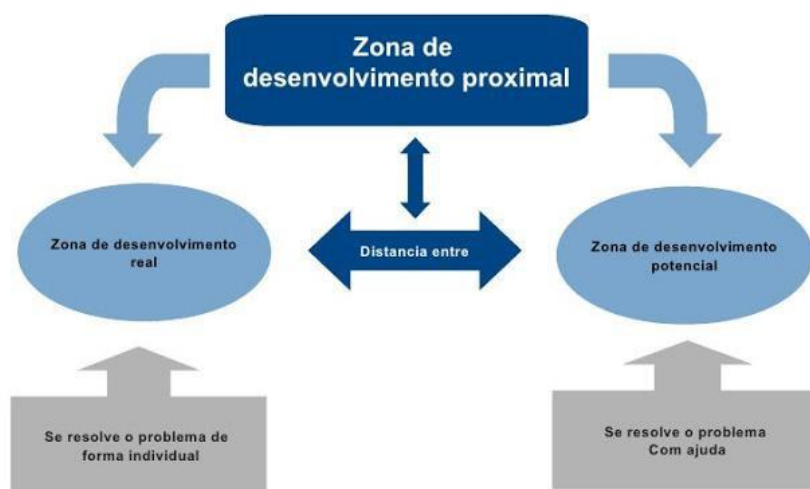 Zona de
desenvolvimento proximal
Zona de desenvolvimento
real
Distancia entre
Zona de desenvolvimento
potencial
Se resolve o problema de
forma individual
Se resolve o problema
Com ajuda